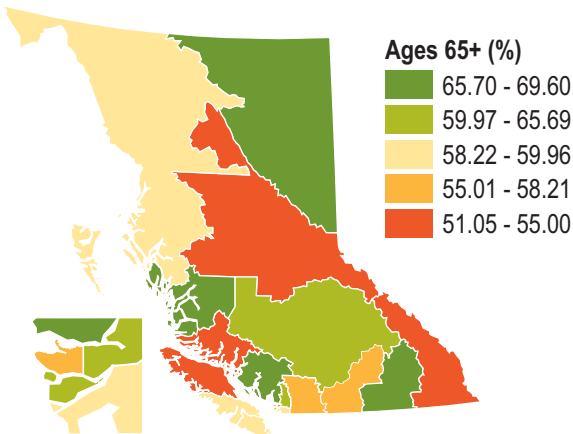 Ages 65+ (%)
65.70 - 69.60
59.97 - 65.69
58.22 - 59.96
55.01 - 58.21
51.05 - 55.00